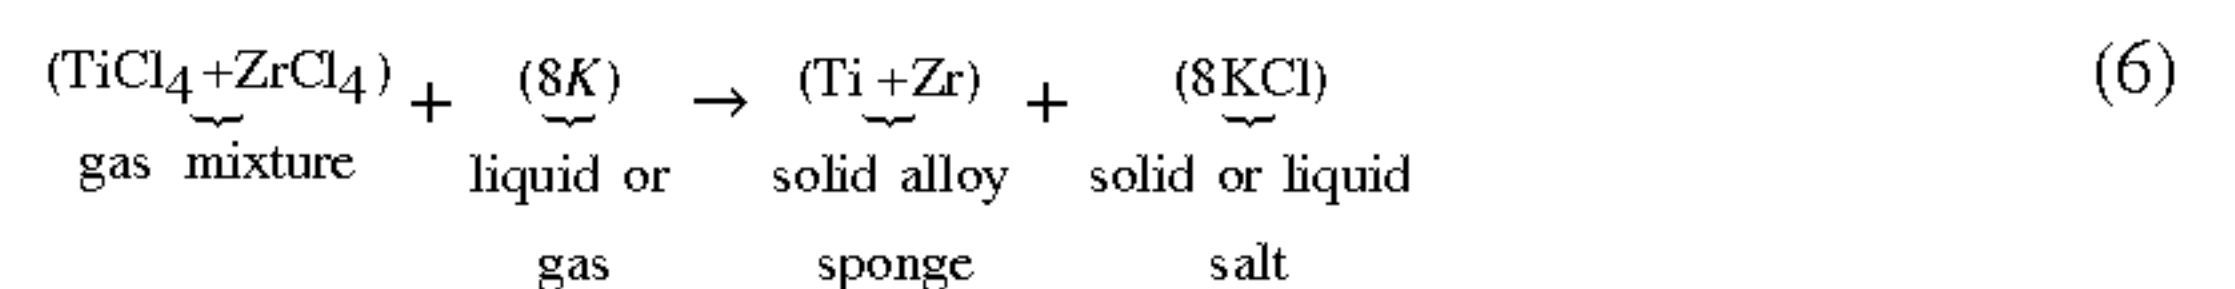 (TiCl4 +ZrCl4 ) + (8K) → (Ti +Zr) + (8KCl) (6)
gas mixture liquid or solid alloy solid or liquid
gas sponge salt